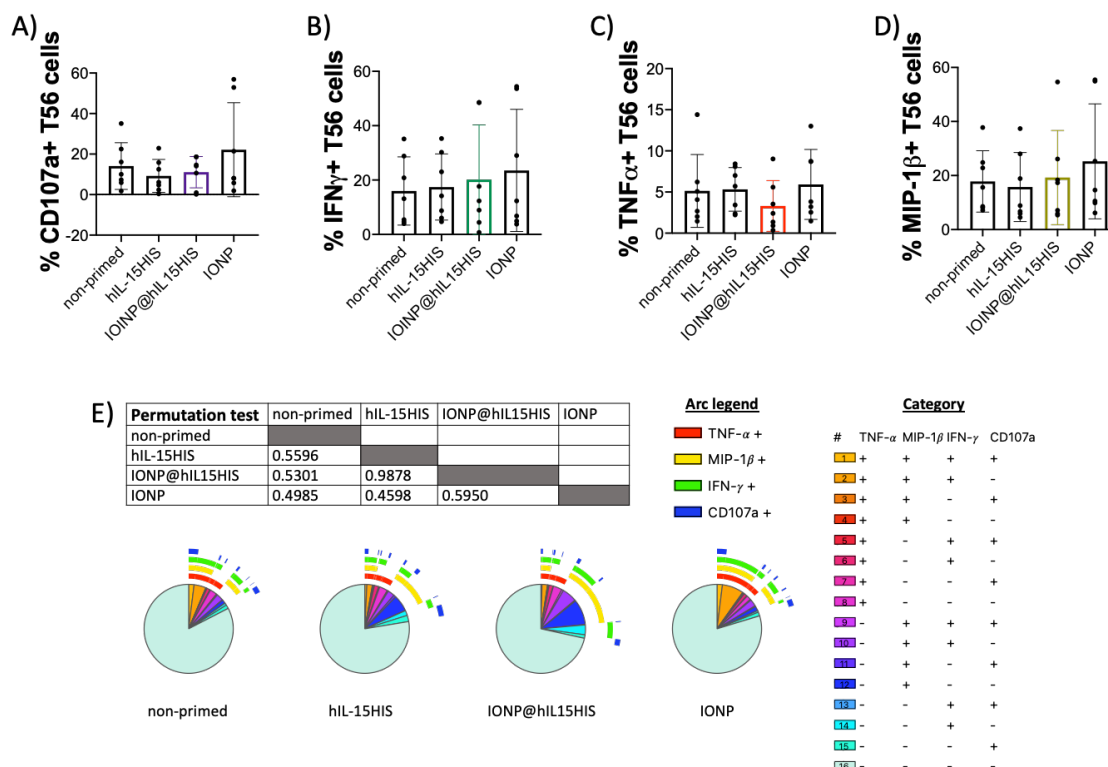 A)
% CD107a+ T56 cells
60
40
20
0
-20
non-primed
hIL-15HIS
IOINP@hIL15HIS
IONP
B)
% IFNγ+ T56 cells
60
40
20
0
non-primed
hIL-15HIS
IOINP@hIL15HIS
IONP
C)
% TNFα+ T56 cells
20
15
10
5
0
non-primed
hIL-15HIS
IOINP@hIL15HIS
IONP
D)
% MIP-1β+ T56 cells
60
40
20
0
non-primed
hIL-15HIS
IOINP@hIL15HIS
IONP
E)
Permutation test non-primed hIL-15HIS IONP@hIL15HIS IONP
non-primed
hIL-15HIS 0.5596
IONP@hIL15HIS 0.5301 0.9878
IONP 0.4985 0.4598 0.5950
non-primed
hIL-15HIS
IONP@hIL15HIS
IONP
Arc legend
TNF-α +
MIP-1β +
IFN-γ +
CD107a +
Category
# TNF-α MIP-1β IFN-γ CD107a
1 + + + +
2 + + + -
3 + + - +
4 + + - -
5 + - + +
6 + - + -
7 + - - +
8 + - - -
9 - + + +
10 - + + -
11 - + - +
12 - + - -
13 - - + +
14 - - + -
15 - - - +
16 - - - -